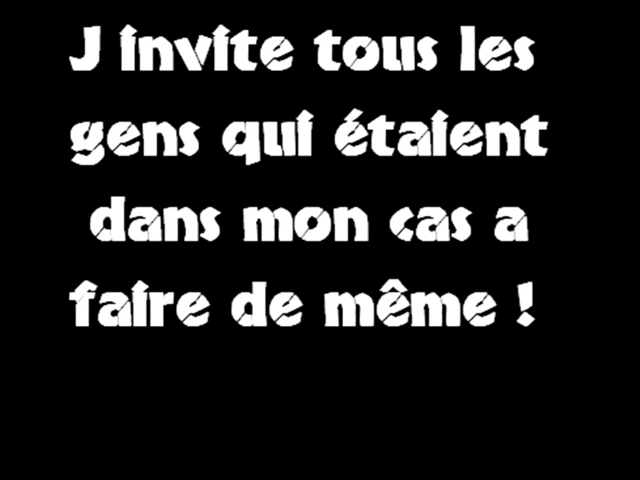 J invite tous les
gens qui étaient
dans mon cas a
faire de même !